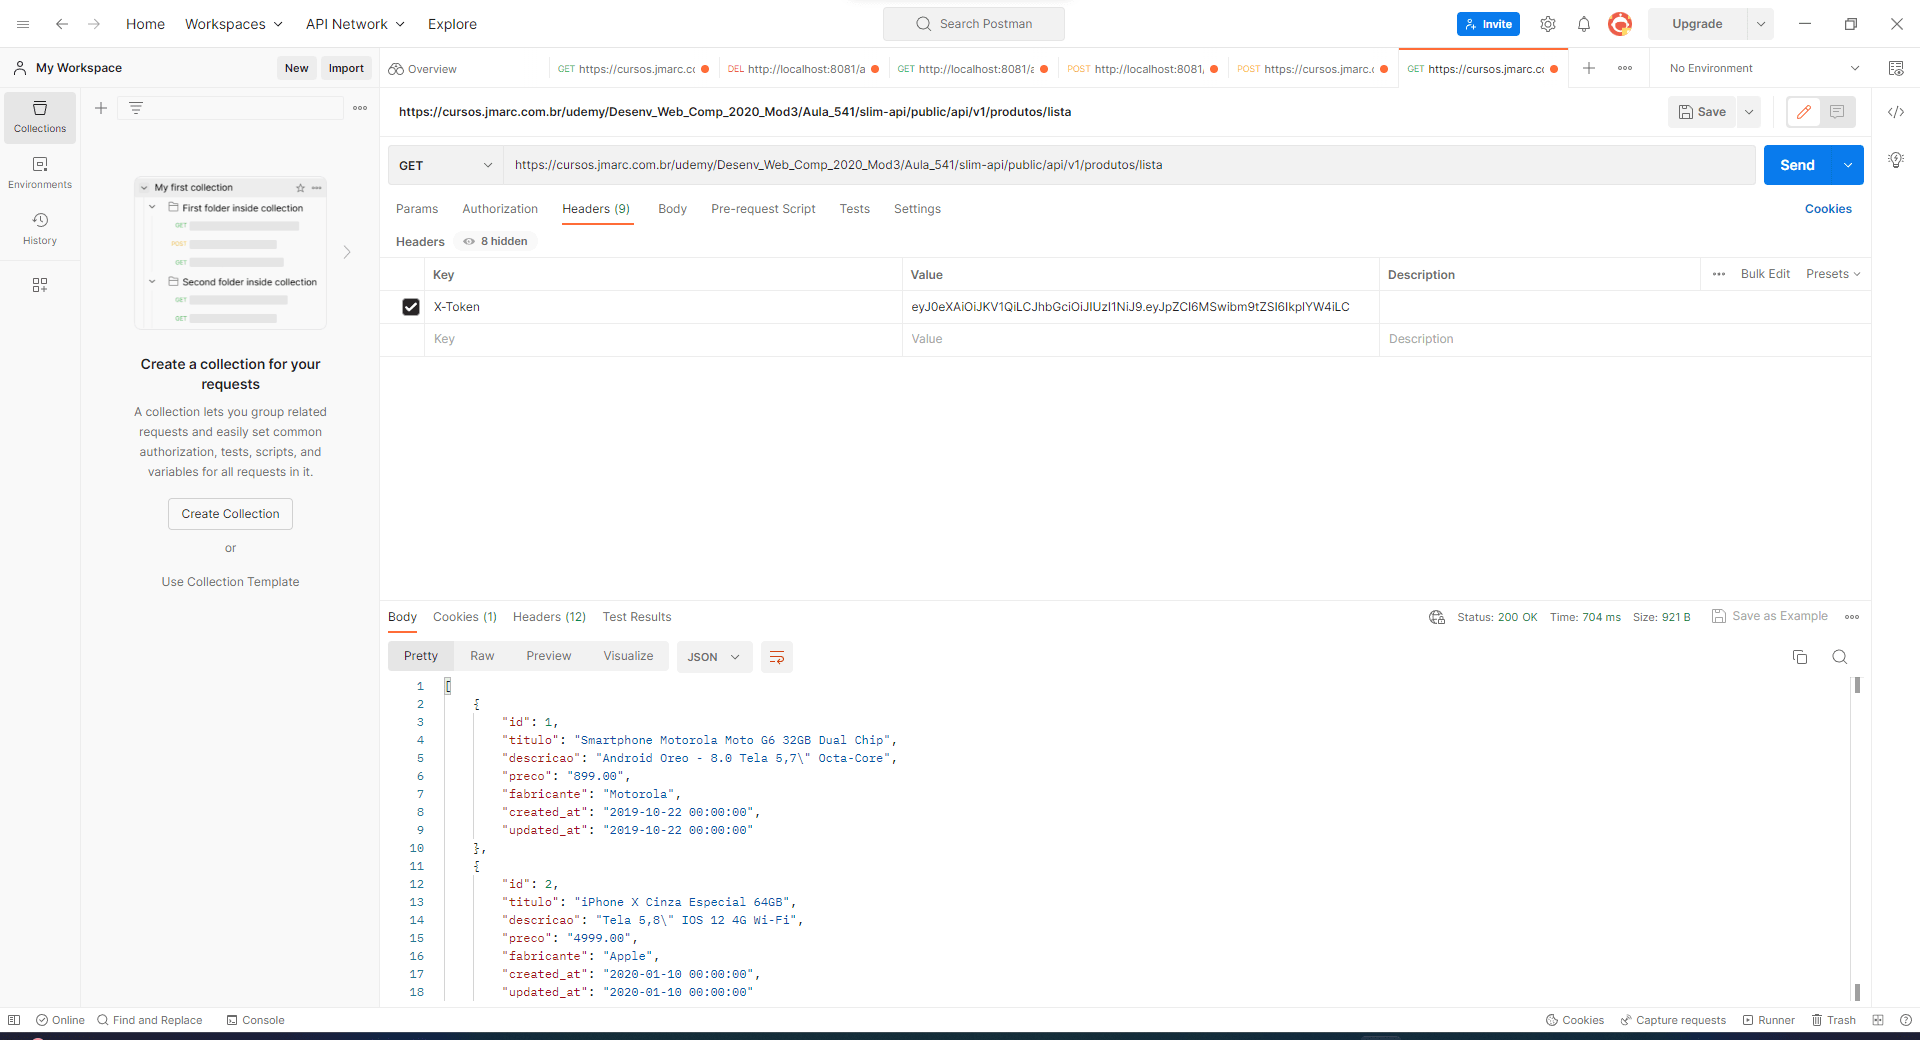 Home Workspaces API Network Explore Search Postman Invite Upgrade
My Workspace New Import
Overview GET https://cursos.jmarc.cc DEL http://localhost:8081/a GET http://localhost:8081/a POST http://localhost:8081, POST https://cursos.jmarc.( GET https://cursos.jmarc.cc No Environment
Collections
Environments
History
My first collection
First folder inside collection
GET
POST
GET
Second folder inside collection
GET
GET
Create a collection for your
requests
A collection lets you group related
requests and easily set common
authorization, tests, scripts, and
variables for all requests in it.
Create Collection
or
Use Collection Template
https://cursos.jmarc.com.br/udemy/Desenv_Web_Comp_2020_Mod3/Aula_541/slim-api/public/api/v1/produtos/lista Save
GET https://cursos.jmarc.com.br/udemy/Desenv_Web_Comp_2020_Mod3/Aula_541/slim-api/public/api/v1/produtos/lista Send
Params Authorization Headers (9) Body Pre-request Script Tests Settings Cookies
Headers 8 hidden
Key Value Description Bulk Edit Presets
X-Token eyJ0eXAiOiJKV1QiLCJhbGciOiJIUzI1NiJ9.eyJpZCI6MSwibm9tZSI6IkplYW4iLC
Key Value Description
Body Cookies (1) Headers (12) Test Results Status: 200 OK Time: 704 ms Size: 921 B Save as Example
Pretty Raw Preview Visualize JSON
1 [
2 {
3 "id": 1,
4 "titulo": "Smartphone Motorola Moto G6 32GB Dual Chip",
5 "descricao": "Android Oreo - 8.0 Tela 5,7\" Octa-Core",
6 "preco": "899.00",
7 "fabricante": "Motorola",
8 "created_at": "2019-10-22 00:00:00",
9 "updated_at": "2019-10-22 00:00:00"
10 },
11 {
12 "id": 2,
13 "titulo": "iPhone X Cinza Especial 64GB",
14 "descricao": "Tela 5,8\" IOS 12 4G Wi-Fi",
15 "preco": "4999.00",
16 "fabricante": "Apple",
17 "created_at": "2020-01-10 00:00:00",
18 "updated_at": "2020-01-10 00:00:00"
Online Find and Replace Console Cookies Capture requests Runner Trash